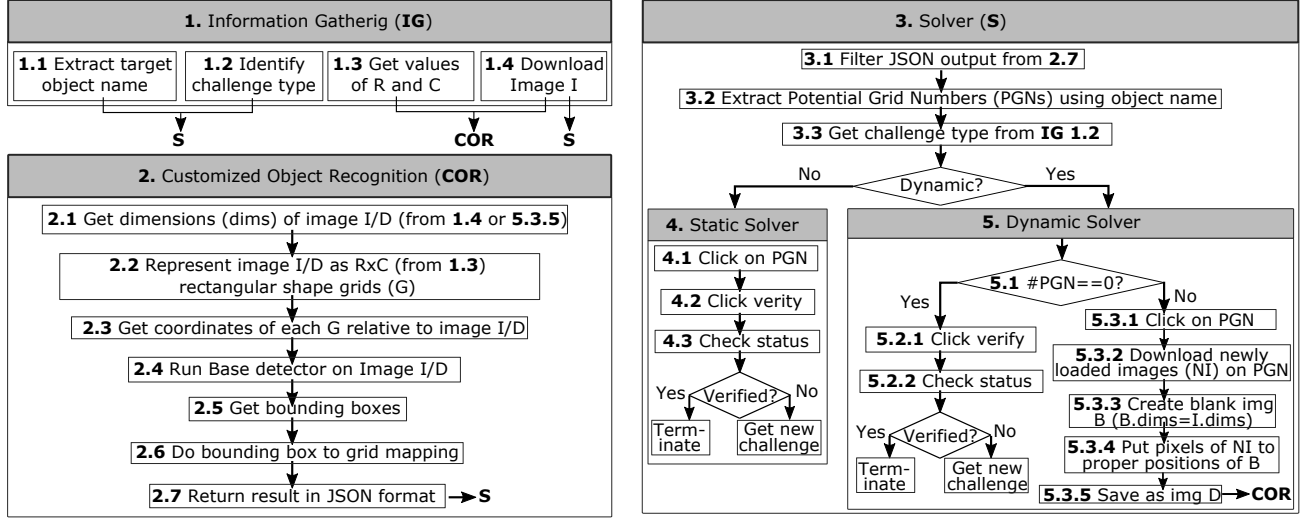 1. Information Gatherig (IG)
1.1 Extract target
object name
1.2 Identify
challenge type
1.3 Get values
of R and C
1.4 Download
Image I
S
COR
S
2. Customized Object Recognition (COR)
2.1 Get dimensions (dims) of image I/D (from 1.4 or 5.3.5)
2.2 Represent image I/D as RxC (from 1.3)
rectangular shape grids (G)
2.3 Get coordinates of each G relative to image I/D
2.4 Run Base detector on Image I/D
2.5 Get bounding boxes
2.6 Do bounding box to grid mapping
2.7 Return result in JSON format
S
3. Solver (S)
3.1 Filter JSON output from 2.7
3.2 Extract Potential Grid Numbers (PGNs) using object name
3.3 Get challenge type from IG 1.2
No
Dynamic?
Yes
4. Static Solver
4.1 Click on PGN
4.2 Click verity
4.3 Check status
Yes
Verified?
No
Term-
inate
Get new
challenge
5. Dynamic Solver
5.1 #PGN==0?
Yes
No
5.2.1 Click verify
5.2.2 Check status
Yes
Verified?
No
Term-
inate
Get new
challenge
5.3.1 Click on PGN
5.3.2 Download newly
loaded images (NI) on PGN
5.3.3 Create blank img
B (B.dims=I.dims)
5.3.4 Put pixels of NI to
proper positions of B
5.3.5 Save as img D
COR